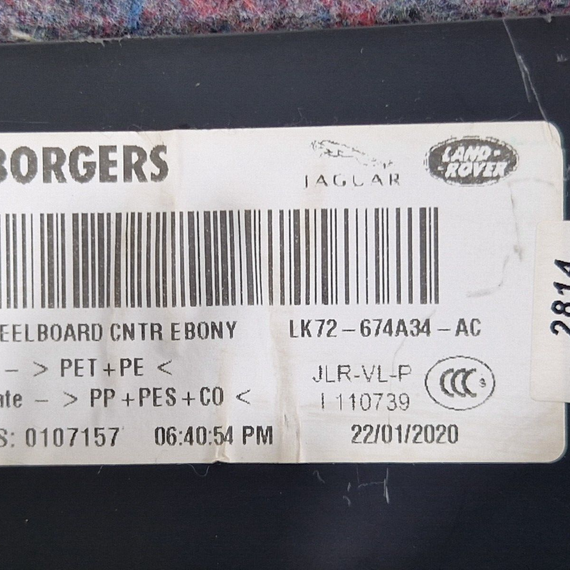 BORGERS
JAGUAR
LAND-
-ROVER
EELBOARD CNTR EBONY LK72-674A34-AC
- > PET+PE <
JLR-VL-P
ate - > PP+PES+CO <
I 110739
CCC S
S: 0107157 06:40:54 PM 22/01/2020
2814